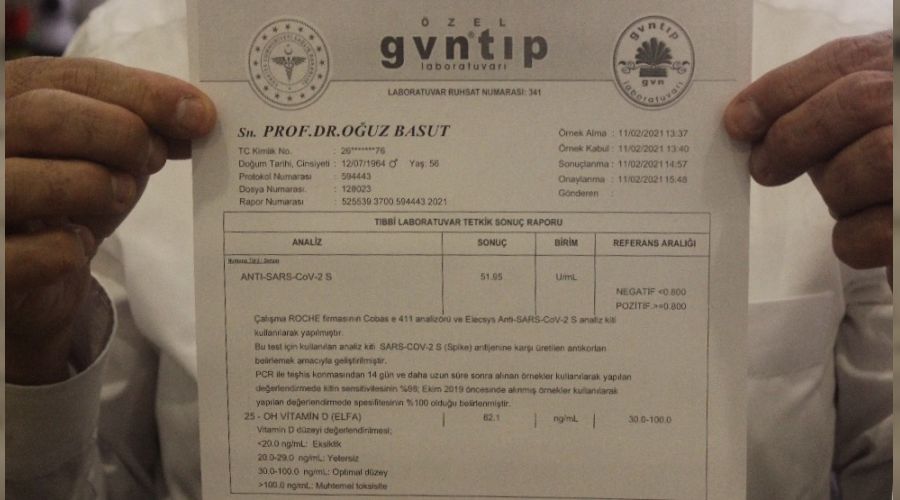 ÖZEL
gvntıp
laboratuvarı
gvntıp
gvn
laboratuvarı
LABORATUVAR RUHSAT NUMARASI: 341
Sn. PROF.DR.OĞUZ BASUT
TC Kimlik No. : 26*******76
Doğum Tarihi, Cinsiyeti : 12/07/1964 ♂ Yaş: 56
Protokol Numarası : 594443
Dosya Numarası. : 128023
Rapor Numarası : 525539.3700.594443.2021
Örnek Alma : 11/02/2021 13:37
Örnek Kabul : 11/02/2021 13:40
Sonuçlanma : 11/02/2021 14:57
Onaylanma : 11/02/2021 15:48
Gönderen :
TIBBİ LABORATUVAR TETKİK SONUÇ RAPORU
ANALİZ SONUÇ BİRİM REFERANS ARALIĞI
Numune Türü : Serum
ANTI-SARS-CoV-2 S 51.95 U/mL
NEGATİF <0.800
POZİTİF >=0.800
Çalışma ROCHE firmasının Cobas e 411 analizörü ve Elecsys Anti-SARS-CoV-2 S analiz kiti
kullanılarak yapılmıştır.
Bu test için kullanılan analiz kiti SARS-COV-2 S (Spike) antijenine karşı üretilen antikorları
belirlemek amacıyla geliştirilmiştir.
PCR ile teşhis konmasından 14 gün ve daha uzun süre sonra alınan örnekler kullanılarak yapılan
değerlendirmede kitin sensitivitesinin %98; Ekim 2019 öncesinde alınmış örnekler kullanılarak
yapılan değerlendirmede spesifitesinin %100 olduğu belirlenmiştir.
25 - OH VİTAMİN D (ELFA) 62.1 ng/mL 30.0-100.0
Vitamin D düzeyi değerlendirilmesi;
<20.0 ng/mL: Eksiklik
20.0-29.0 ng/mL: Yetersiz
30.0-100.0 ng/mL: Optimal düzey
>100.0 ng/mL: Muhtemel toksisite